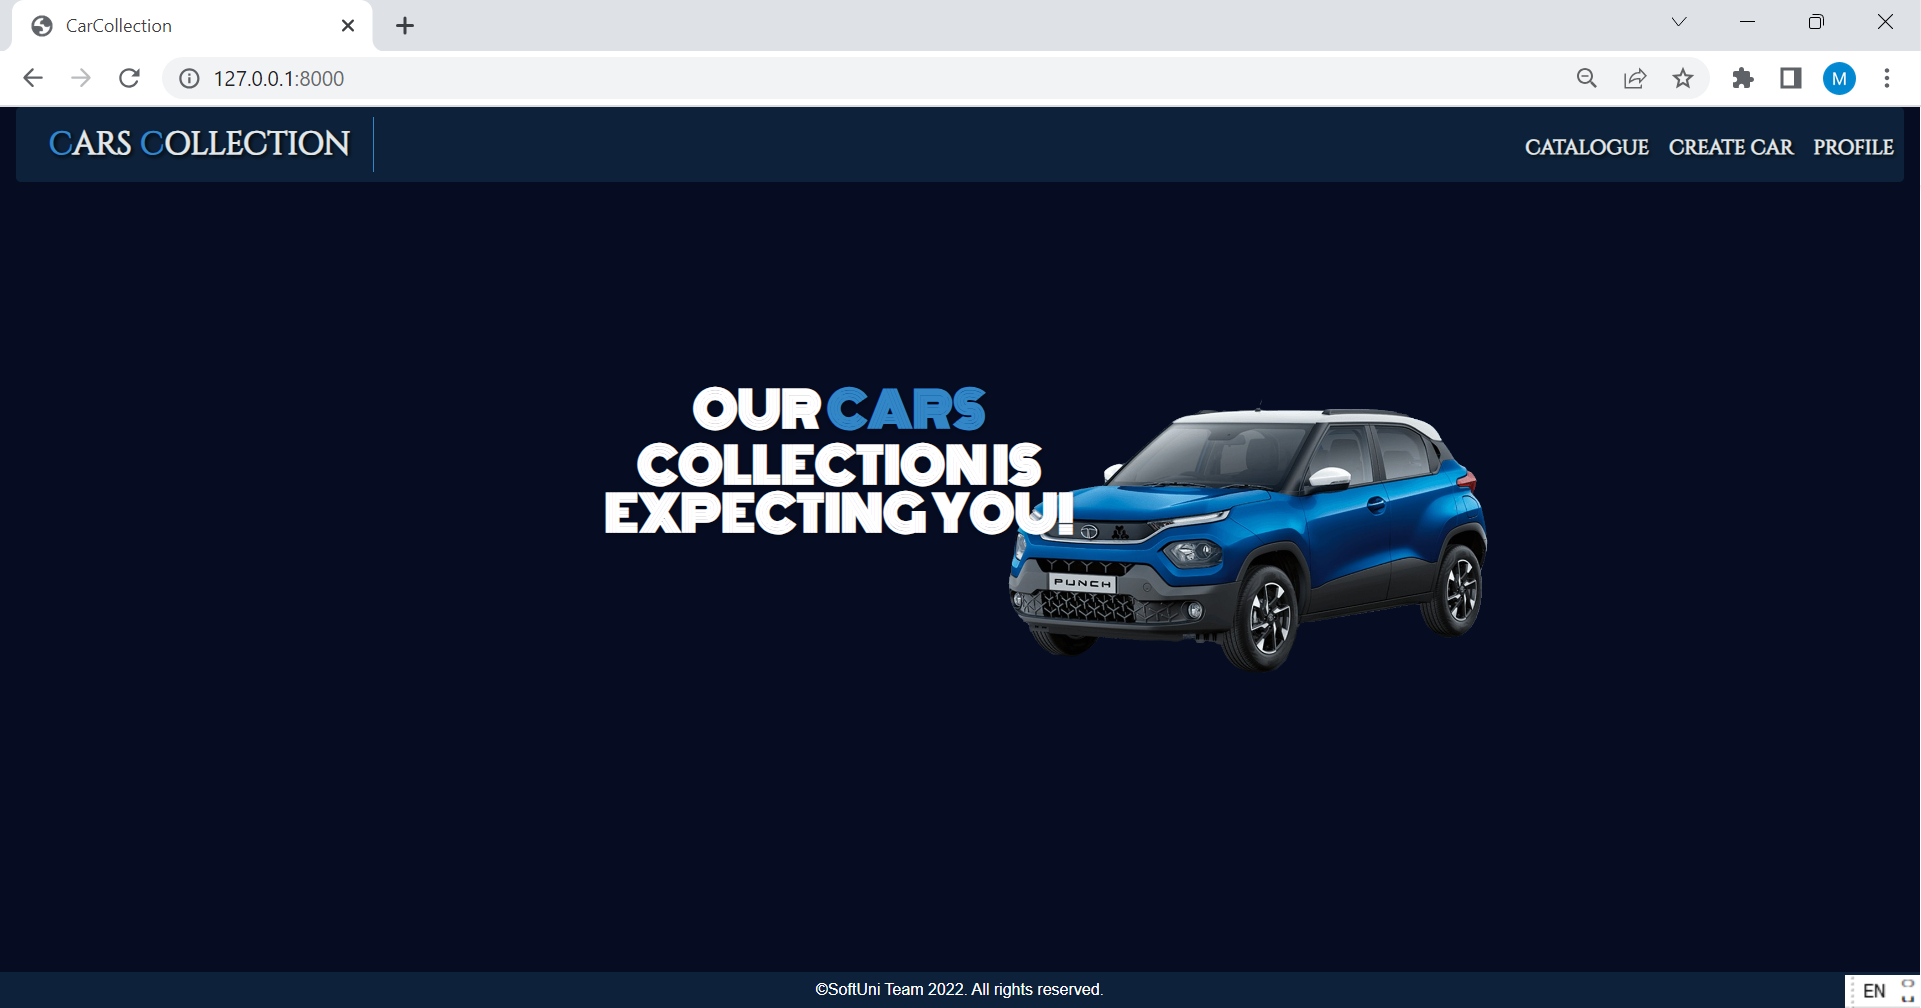 CarCollection
127.0.0.1:8000
M
CARS COLLECTION
CATALOGUE CREATE CAR PROFILE
OUR CARS
COLLECTION IS
EXPECTING YOU!
PUNCH
©SoftUni Team 2022. All rights reserved.
EN